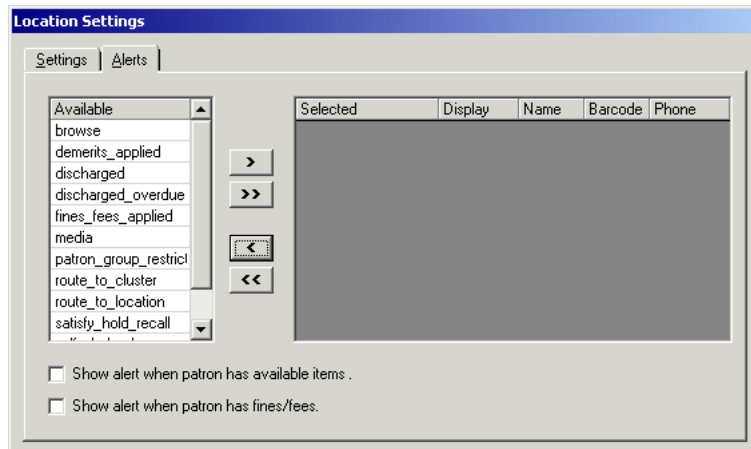 Location Settings
Settings Alerts
Available
browse
demerits_applied
discharged
discharged_overdue
fines_fees_applied
media
patron_group_restrict
route_to_cluster
route_to_location
satisfy_hold_recall
>
>>
<
<<
Selected Display Name Barcode Phone
Show alert when patron has available items .
Show alert when patron has fines/fees.